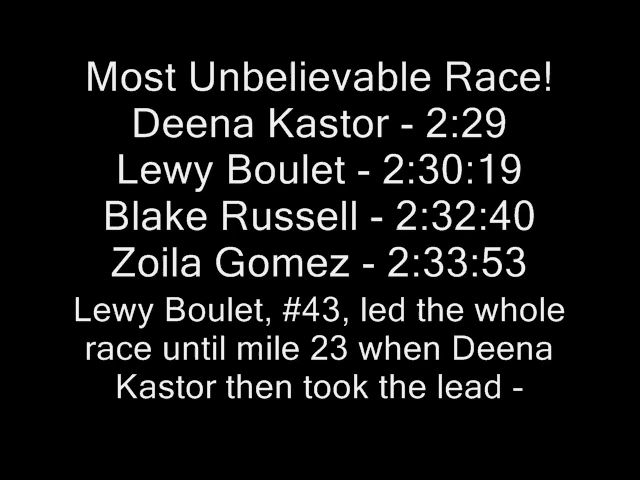 Most Unbelievable Race!
Deena Kastor - 2:29
Lewy Boulet - 2:30:19
Blake Russell - 2:32:40
Zoila Gomez - 2:33:53
Lewy Boulet, #43, led the whole
race until mile 23 when Deena
Kastor then took the lead -